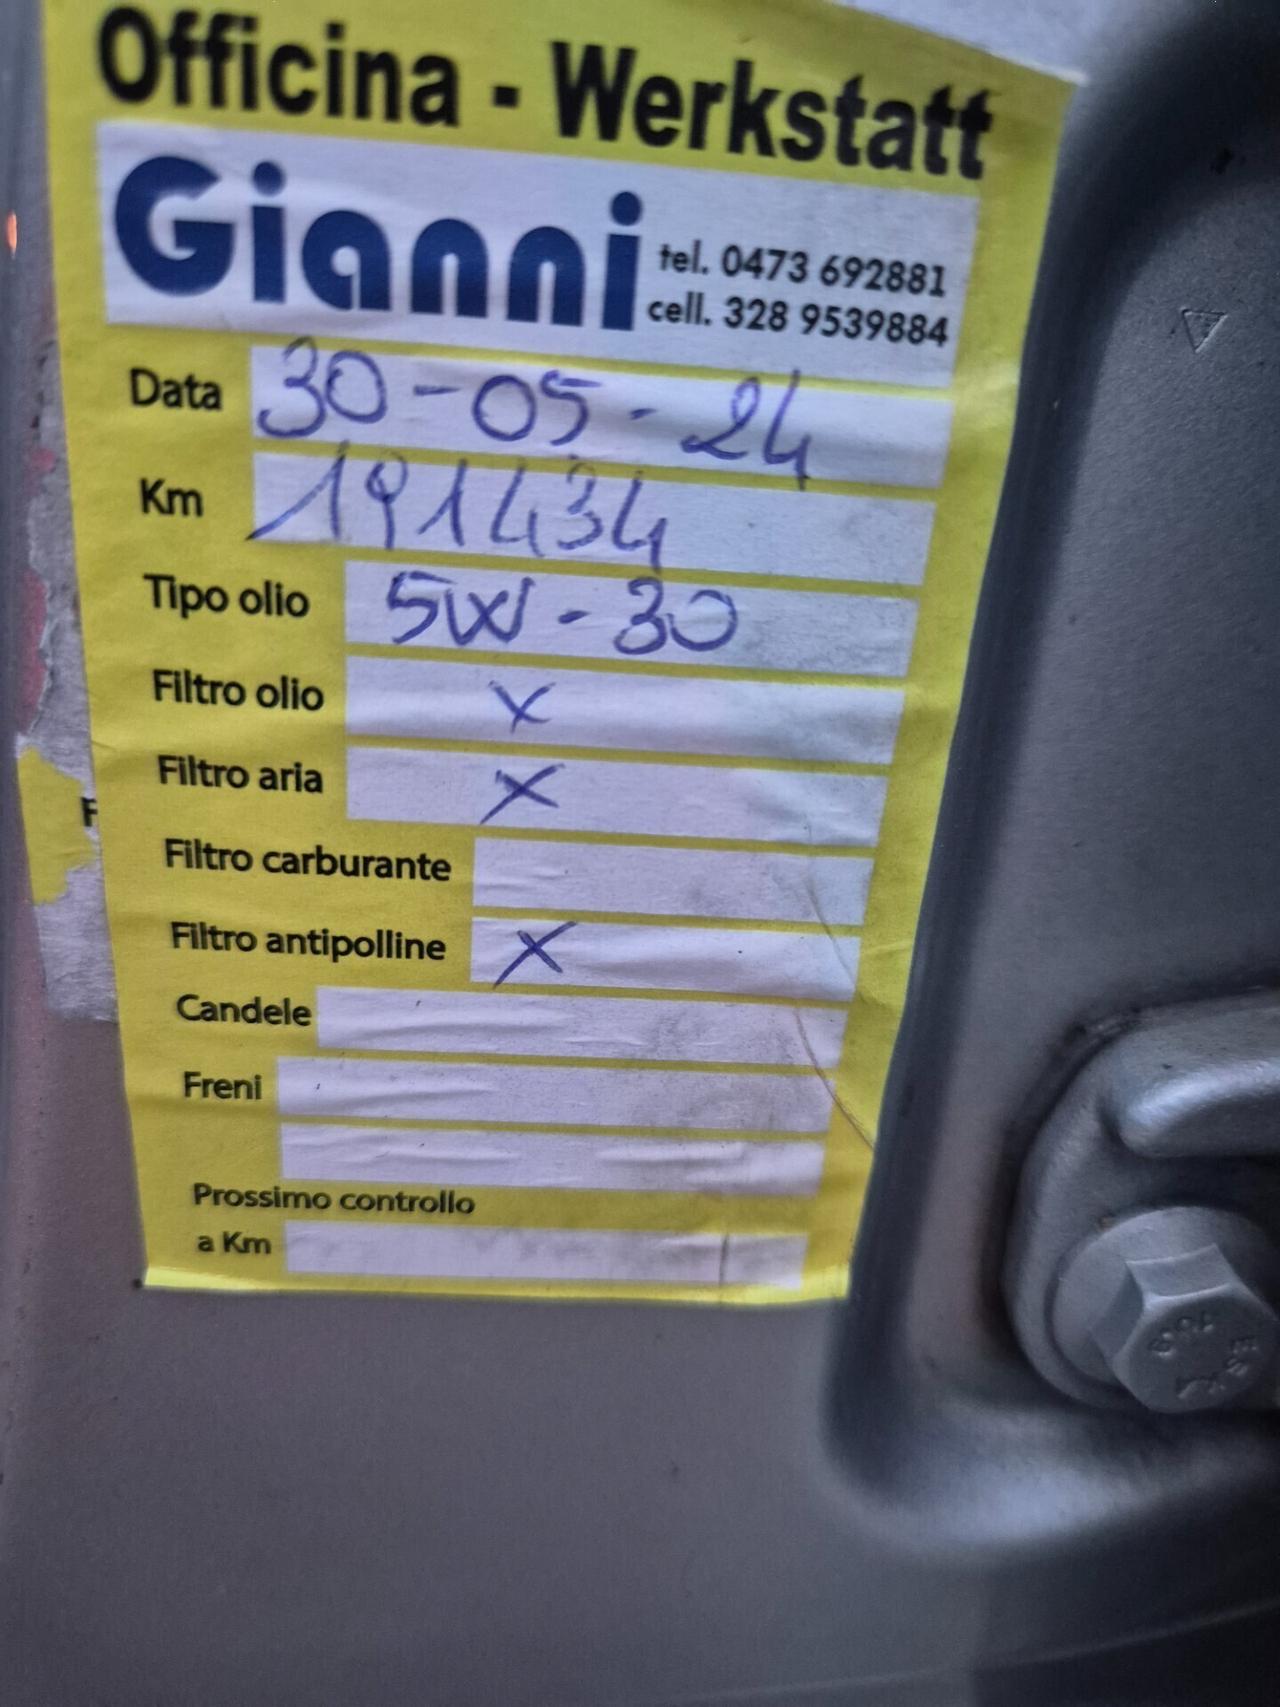 Officina - Werkstatt
Gianni
tel. 0473 692881
cell. 328 9539884
Data 30-05-24
Km 191434
Tipo olio 5W-30
Filtro olio X
Filtro aria X
F
Filtro carburante
Filtro antipolline X
Candele
Freni
Prossimo controllo
a Km